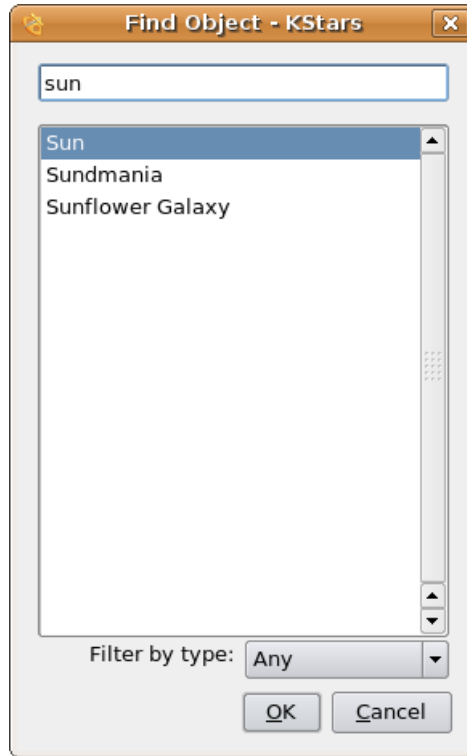 Find Object - KStars
sun
Sun
Sundmania
Sunflower Galaxy
Filter by type: Any
OK Cancel